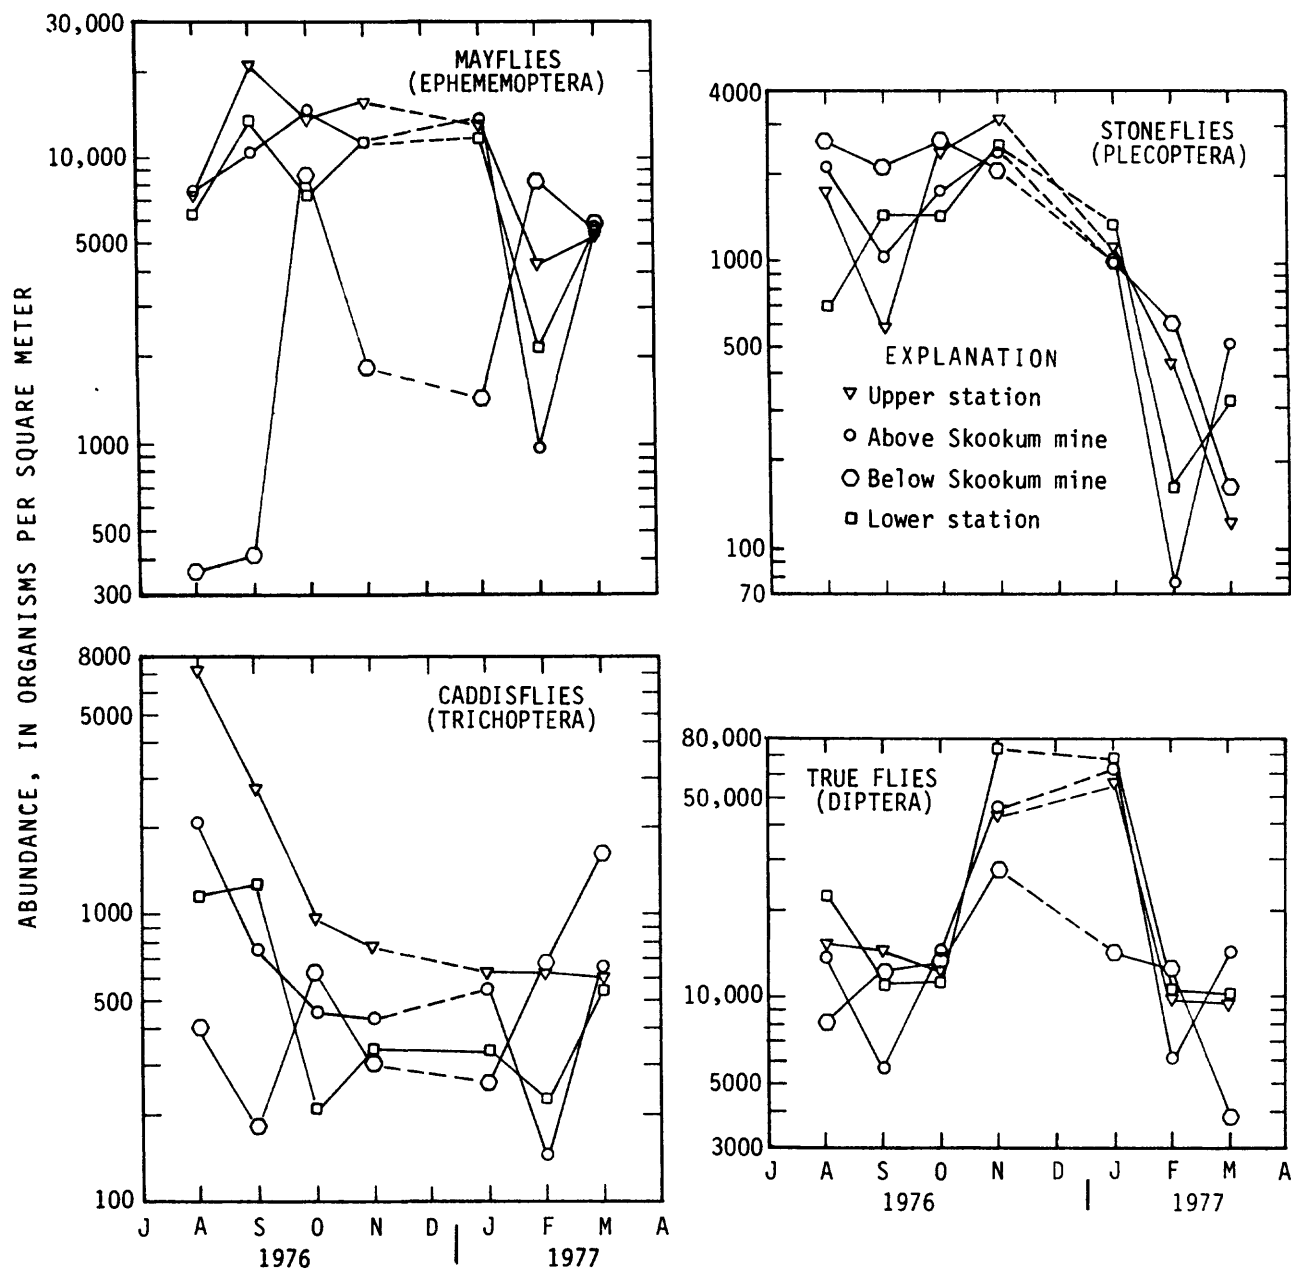 ABUNDANCE, IN ORGANISMS PER SQUARE METER
30,000
10,000
5000
1000
500
300
MAYFLIES
(EPHEMEMOPTERA)
4000
1000
500
100
70
STONEFLIES
(PLECOPTERA)
EXPLANATION
Upper station
Above Skookum mine
Below Skookum mine
Lower station
8000
5000
1000
500
100
CADDISFLIES
(TRICHOPTERA)
J A S O N D J F M A
1976 1977
80,000
50,000
10,000
5000
3000
TRUE FLIES
(DIPTERA)
J A S O N D J F M A
1976 1977